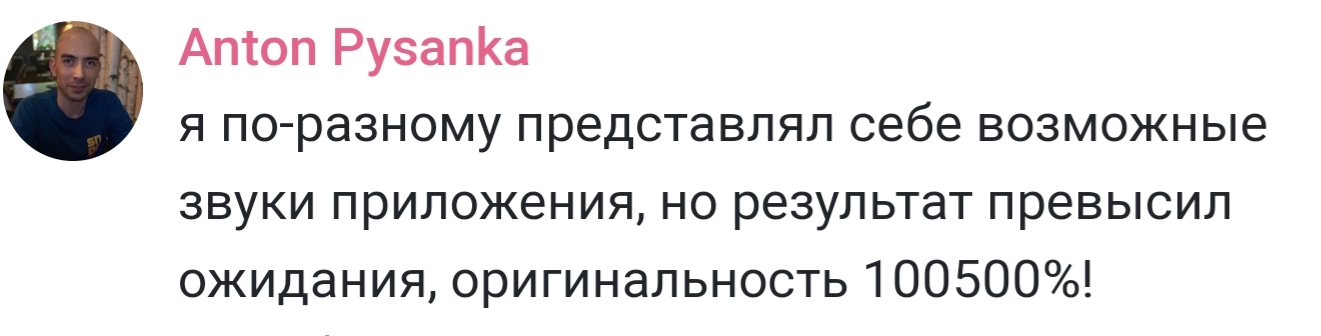 Anton Pysanka
я по-разному представлял себе возможные
звуки приложения, но результат превысил
ожидания, оригинальность 100500%!